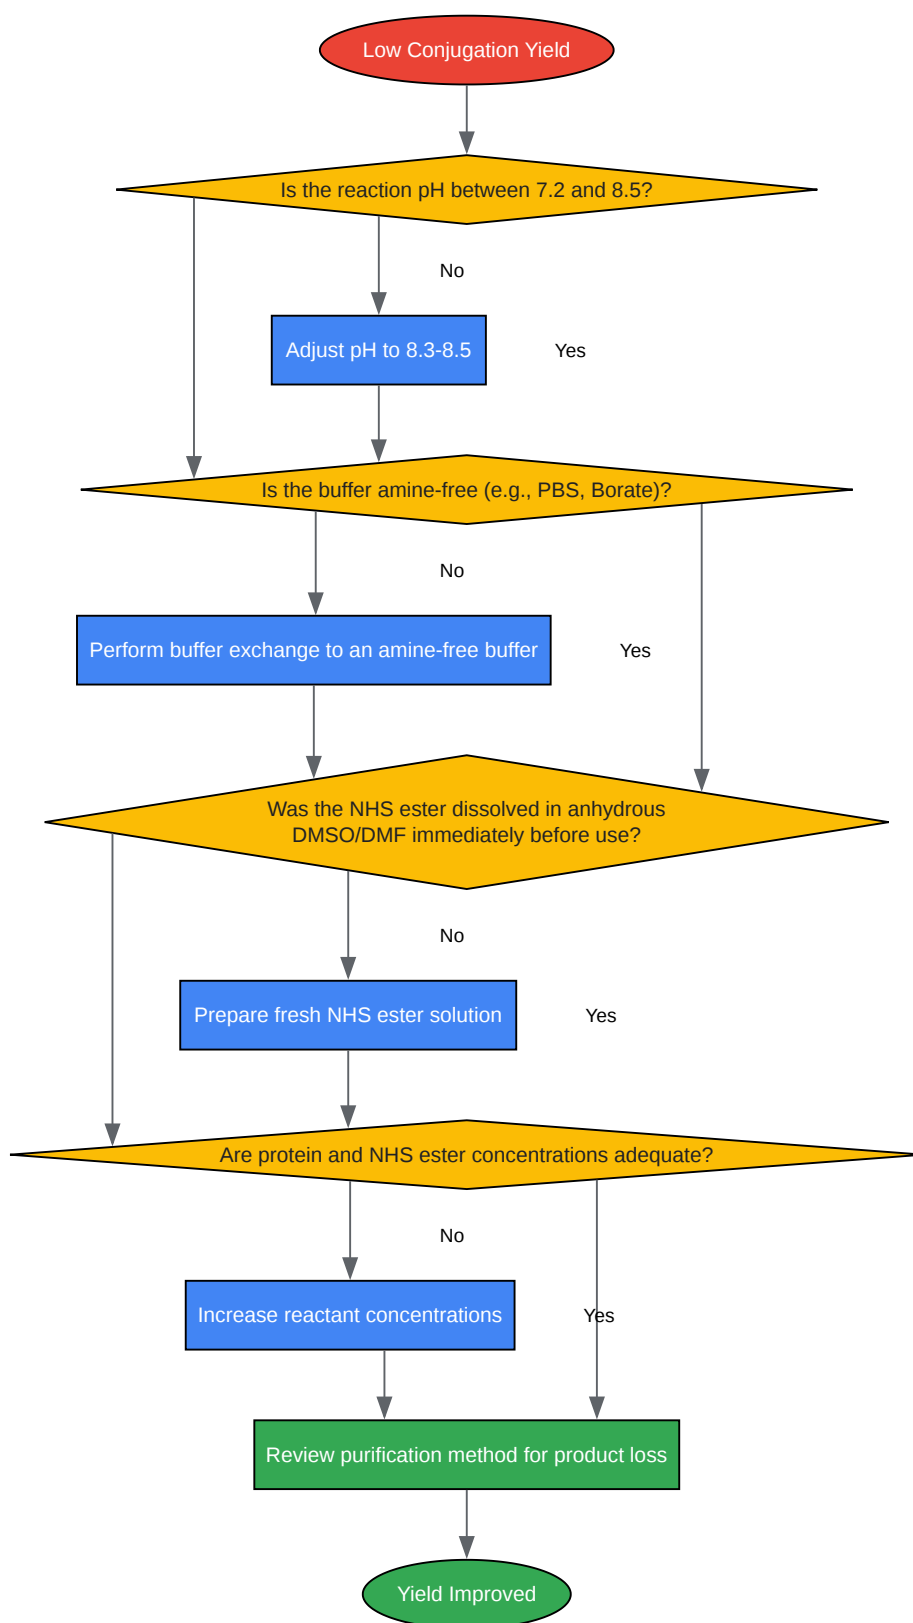 Low Conjugation Yield
Is the reaction pH between 7.2 and 8.5?
No
Adjust pH to 8.3-8.5
Yes
Is the buffer amine-free (e.g., PBS, Borate)?
No
Perform buffer exchange to an amine-free buffer
Yes
Was the NHS ester dissolved in anhydrous
DMSO/DMF immediately before use?
No
Prepare fresh NHS ester solution
Yes
Are protein and NHS ester concentrations adequate?
No
Increase reactant concentrations
Yes
Review purification method for product loss
Yield Improved